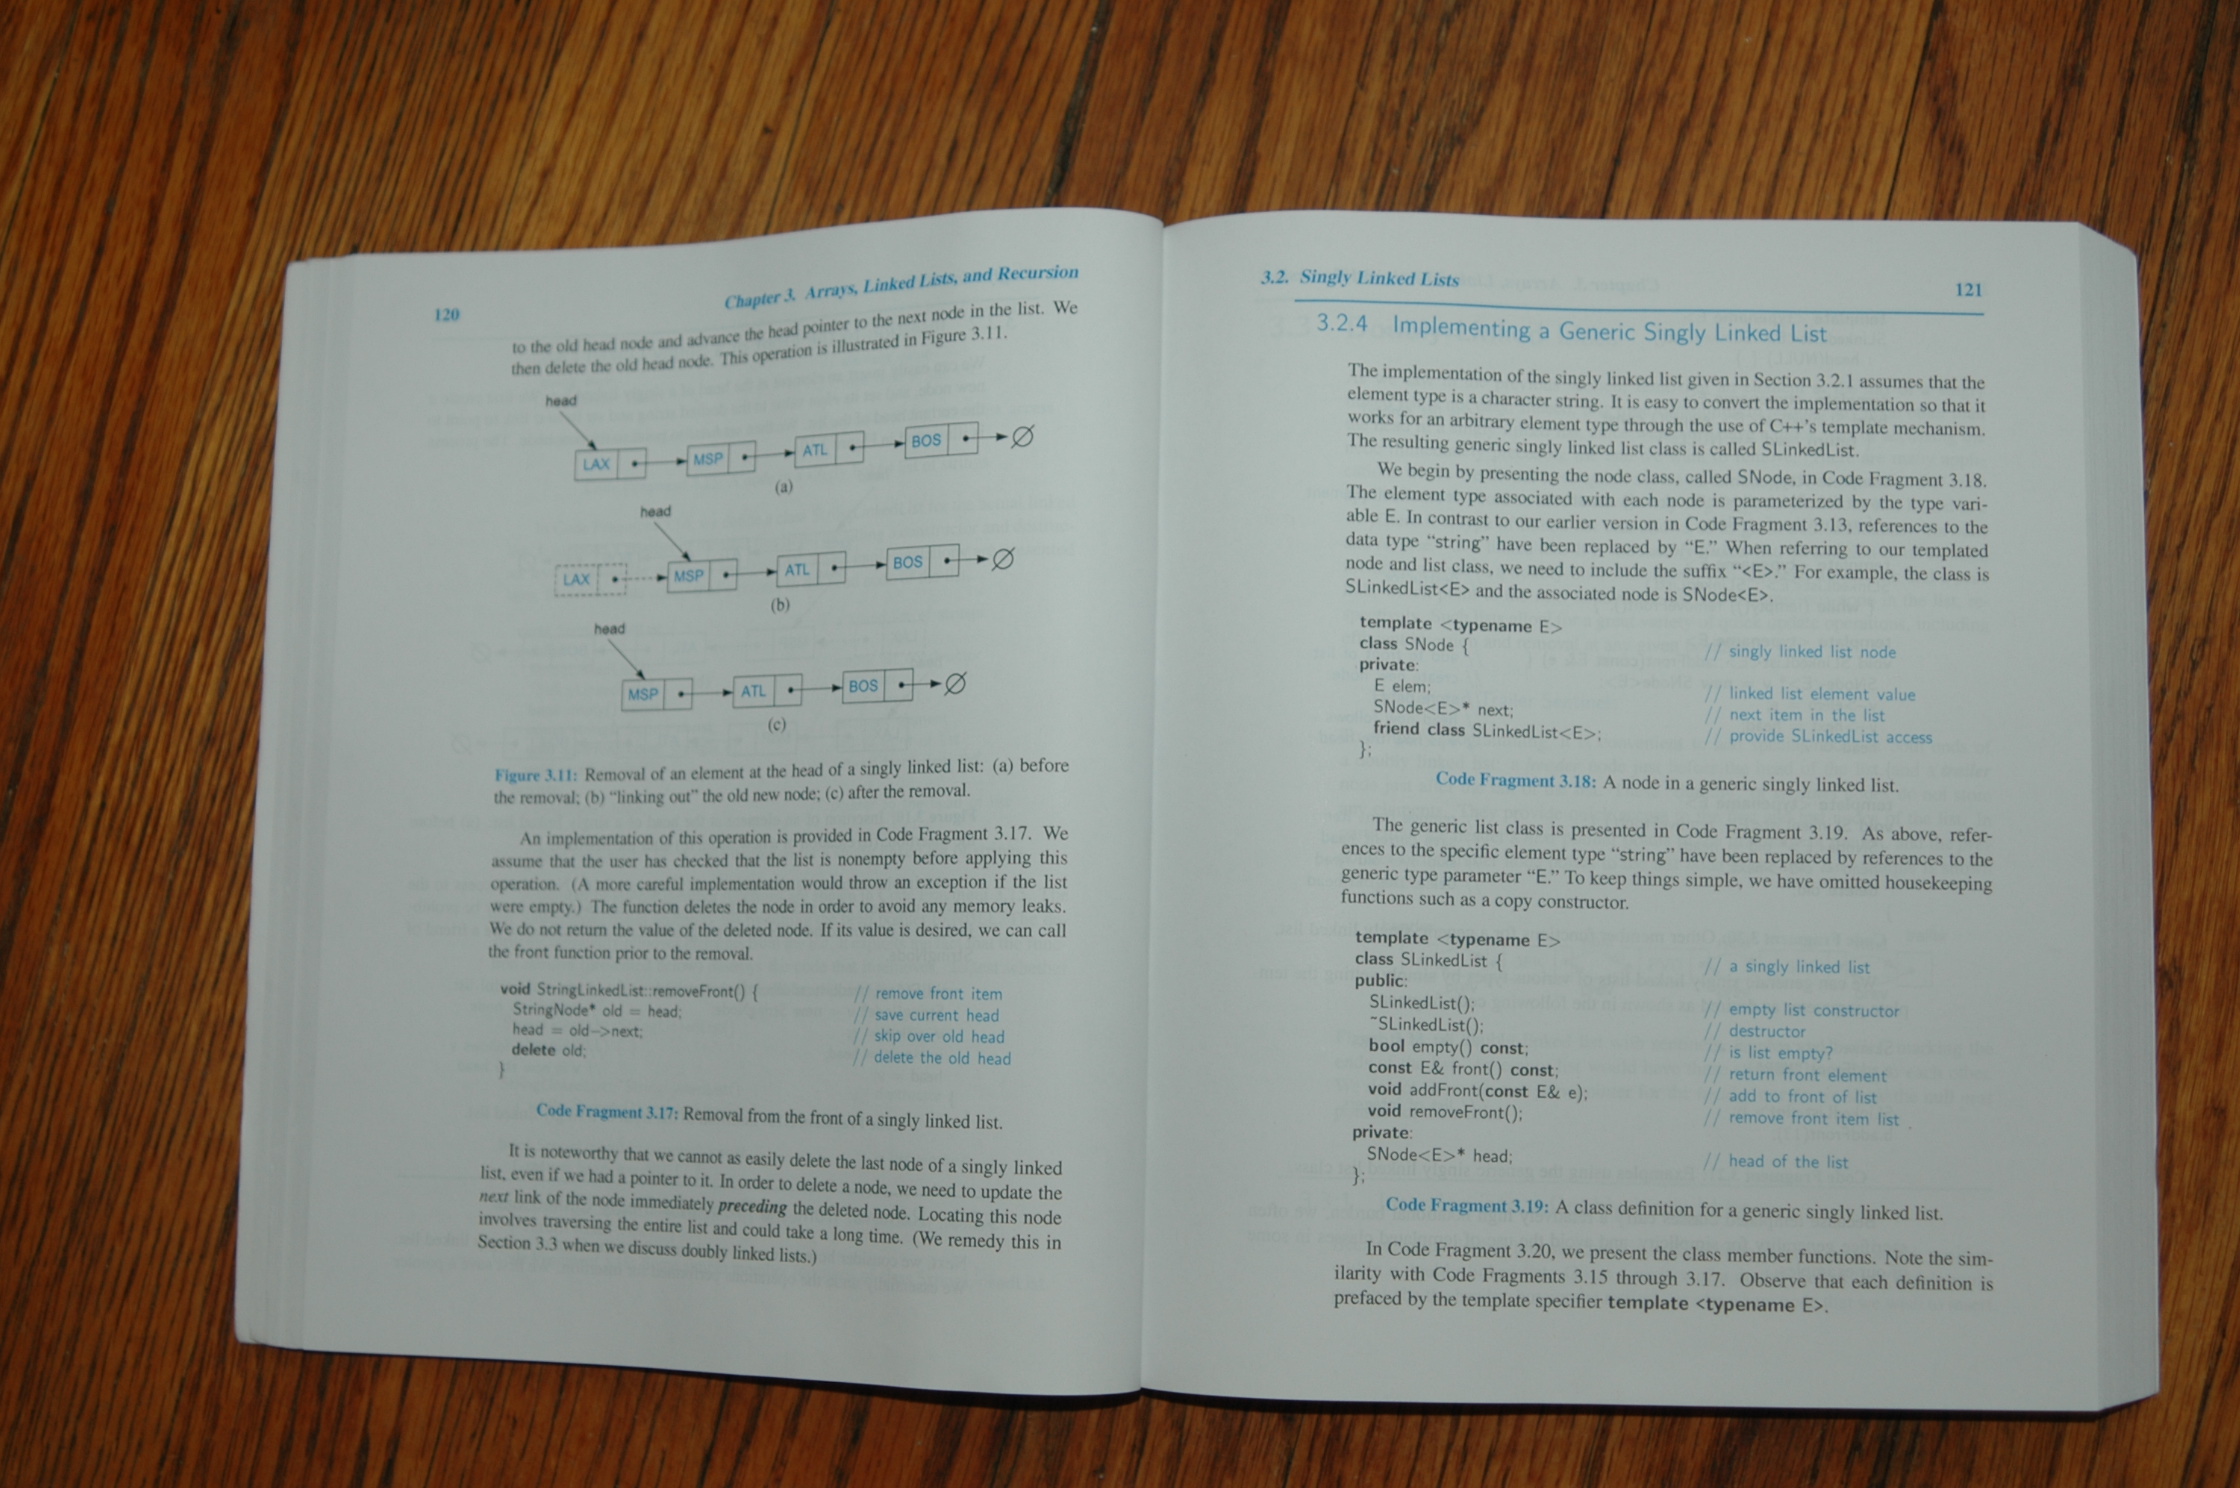 120
Chapter 3. Arrays, Linked Lists, and Recursion
to the old head node and advance the head pointer to the next node in the list. We
then delete the old head node. This operation is illustrated in Figure 3.11.
head
LAX MSP ATL BOS ∅
(a)
head
LAX MSP ATL BOS ∅
(b)
head
MSP ATL BOS ∅
(c)
Figure 3.11: Removal of an element at the head of a singly linked list: (a) before
the removal; (b) “linking out” the old new node; (c) after the removal.
An implementation of this operation is provided in Code Fragment 3.17. We
assume that the user has checked that the list is nonempty before applying this
operation. (A more careful implementation would throw an exception if the list
were empty.) The function deletes the node in order to avoid any memory leaks.
We do not return the value of the deleted node. If its value is desired, we can call
the front function prior to the removal.
void StringLinkedList::removeFront() { // remove front item
StringNode* old = head; // save current head
head = old->next; // skip over old head
delete old; // delete the old head
}
Code Fragment 3.17: Removal from the front of a singly linked list.
It is noteworthy that we cannot as easily delete the last node of a singly linked
list, even if we had a pointer to it. In order to delete a node, we need to update the
next link of the node immediately preceding the deleted node. Locating this node
involves traversing the entire list and could take a long time. (We remedy this in
Section 3.3 when we discuss doubly linked lists.)
3.2. Singly Linked Lists 121
3.2.4 Implementing a Generic Singly Linked List
The implementation of the singly linked list given in Section 3.2.1 assumes that the
element type is a character string. It is easy to convert the implementation so that it
works for an arbitrary element type through the use of C++'s template mechanism.
The resulting generic singly linked list class is called SLinkedList.
We begin by presenting the node class, called SNode, in Code Fragment 3.18.
The element type associated with each node is parameterized by the type vari-
able E. In contrast to our earlier version in Code Fragment 3.13, references to the
data type “string” have been replaced by “E.” When referring to our templated
node and list class, we need to include the suffix “<E>.” For example, the class is
SLinkedList<E> and the associated node is SNode<E>.
template <typename E>
class SNode { // singly linked list node
private:
E elem; // linked list element value
SNode<E>* next; // next item in the list
friend class SLinkedList<E>; // provide SLinkedList access
};
Code Fragment 3.18: A node in a generic singly linked list.
The generic list class is presented in Code Fragment 3.19. As above, refer-
ences to the specific element type “string” have been replaced by references to the
generic type parameter “E.” To keep things simple, we have omitted housekeeping
functions such as a copy constructor.
template <typename E>
class SLinkedList { // a singly linked list
public:
SLinkedList(); // empty list constructor
~SLinkedList(); // destructor
bool empty() const; // is list empty?
const E& front() const; // return front element
void addFront(const E& e); // add to front of list
void removeFront(); // remove front item list
private:
SNode<E>* head; // head of the list
};
Code Fragment 3.19: A class definition for a generic singly linked list.
In Code Fragment 3.20, we present the class member functions. Note the sim-
ilarity with Code Fragments 3.15 through 3.17. Observe that each definition is
prefaced by the template specifier template <typename E>.